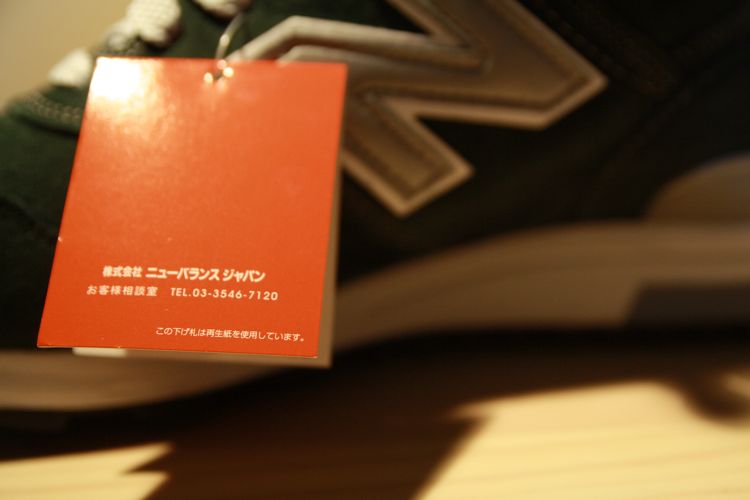 株式会社 ニューバランス ジャパン
お客様相談室 TEL.03-3546-7120
この下げ札は再生紙を使用しています。